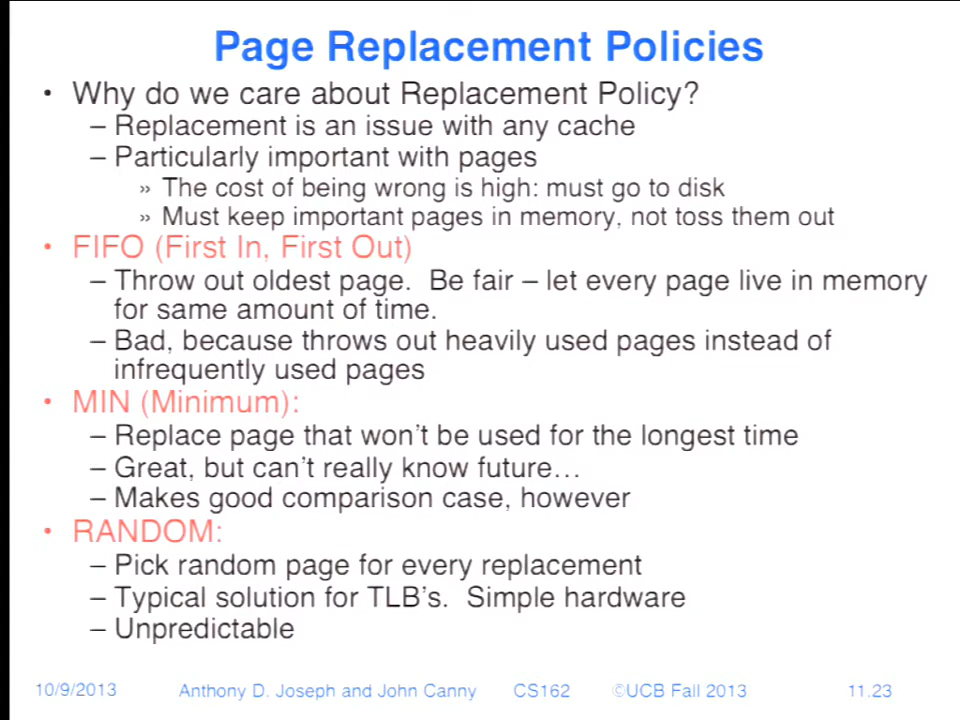 Page Replacement Policies
• Why do we care about Replacement Policy?
– Replacement is an issue with any cache
– Particularly important with pages
» The cost of being wrong is high: must go to disk
» Must keep important pages in memory, not toss them out
• FIFO (First In, First Out)
– Throw out oldest page.  Be fair – let every page live in memory
for same amount of time.
– Bad, because throws out heavily used pages instead of
infrequently used pages
• MIN (Minimum):
– Replace page that won't be used for the longest time
– Great, but can't really know future…
– Makes good comparison case, however
• RANDOM:
– Pick random page for every replacement
– Typical solution for TLB's.  Simple hardware
– Unpredictable
10/9/2013 Anthony D. Joseph and John Canny CS162 ©UCB Fall 2013 11.23